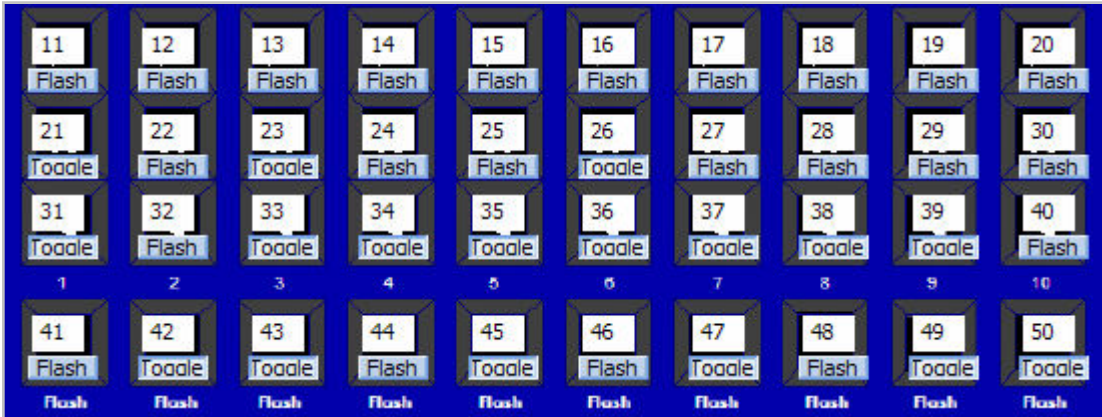 11 12 13 14 15 16 17 18 19 20
Flash Flash Flash Flash Flash Flash Flash Flash Flash Flash
21 22 23 24 25 26 27 28 29 30
Toggle Flash Toggle Flash Flash Toggle Flash Flash Flash Flash
31 32 33 34 35 36 37 38 39 40
Toggle Flash Toggle Toggle Toggle Toggle Toggle Toggle Toggle Flash
1 2 3 4 5 6 7 8 9 10
41 42 43 44 45 46 47 48 49 50
Flash Toggle Toggle Flash Toggle Flash Toggle Flash Toggle Toggle
Flash Flash Flash Flash Flash Flash Flash Flash Flash Flash